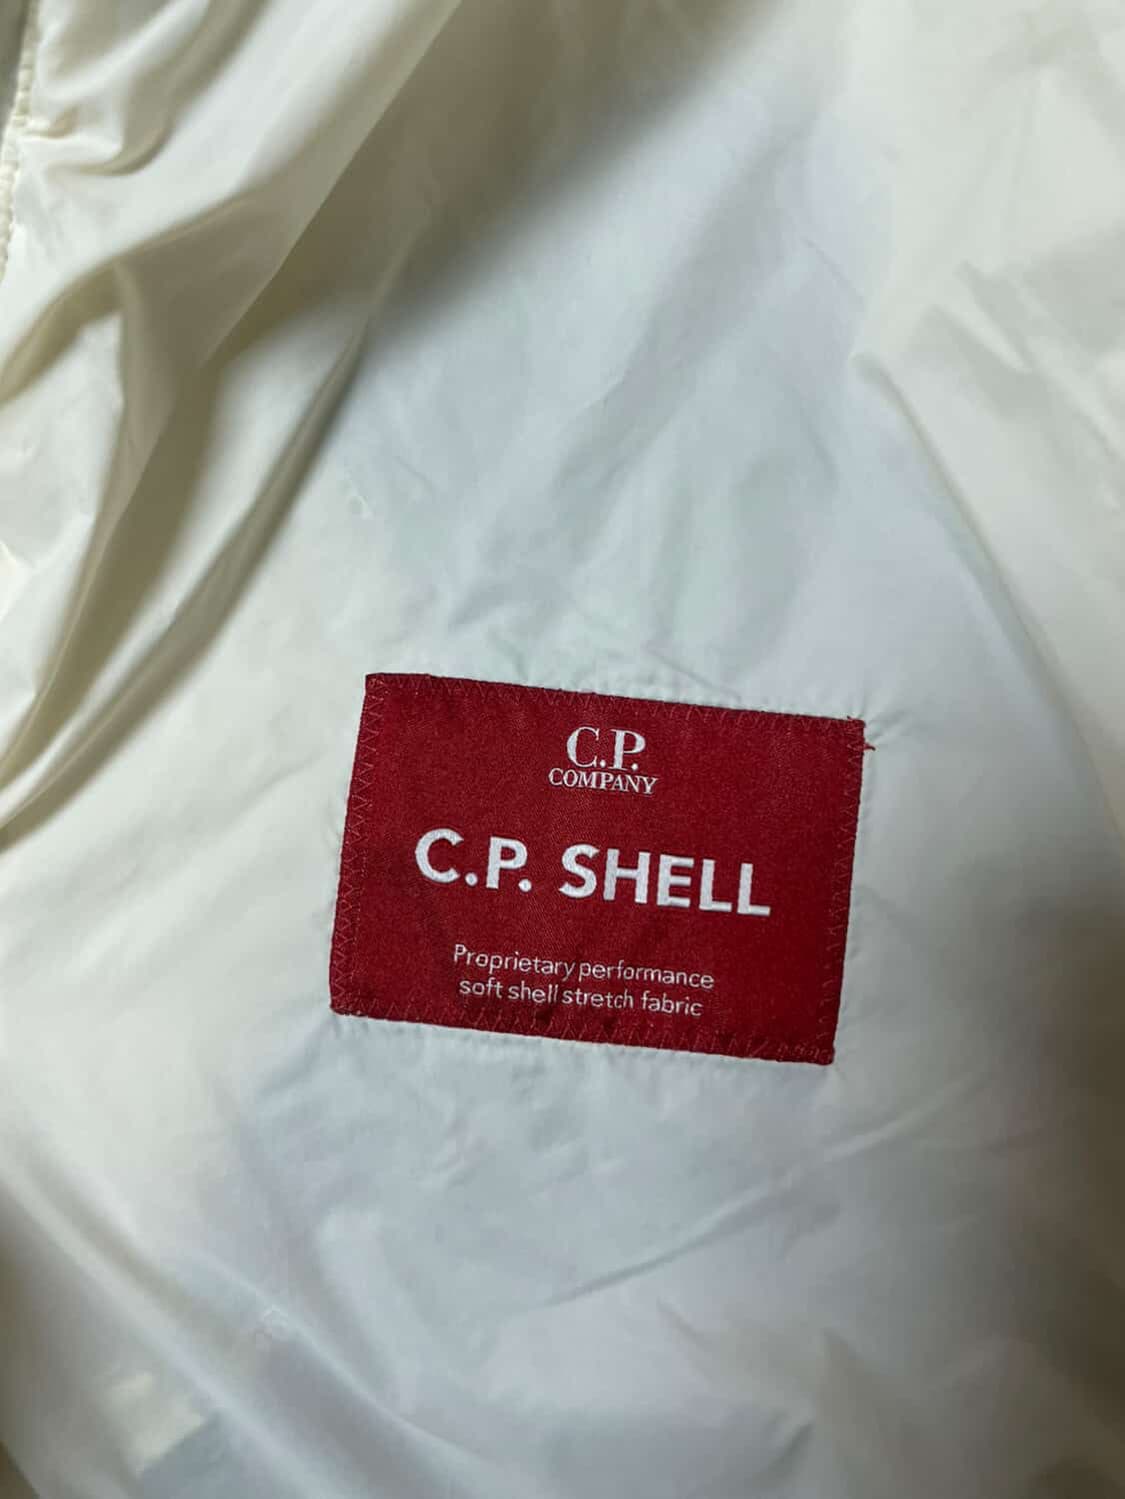 C.P.
COMPANY
C.P. SHELL
Proprietary performance
soft shell stretch fabric